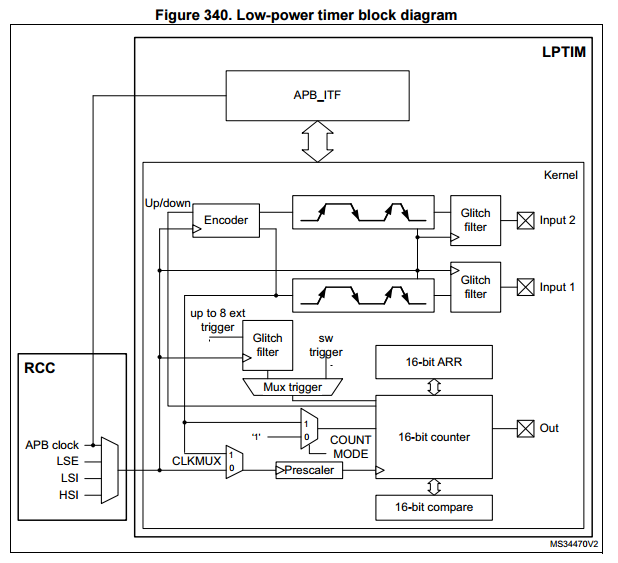 Figure 340. Low-power timer block diagram
LPTIM
APB_ITF
Kernel
Up/down
Encoder
Glitch
filter
Input 2
Glitch
filter
Input 1
up to 8 ext
trigger
Glitch
filter
sw
trigger
Mux trigger
16-bit ARR
RCC
APB clock
LSE
LSI
HSI
CLKMUX
1
0
'1'
1
0
COUNT
MODE
Prescaler
16-bit counter
Out
16-bit compare
MS34470V2